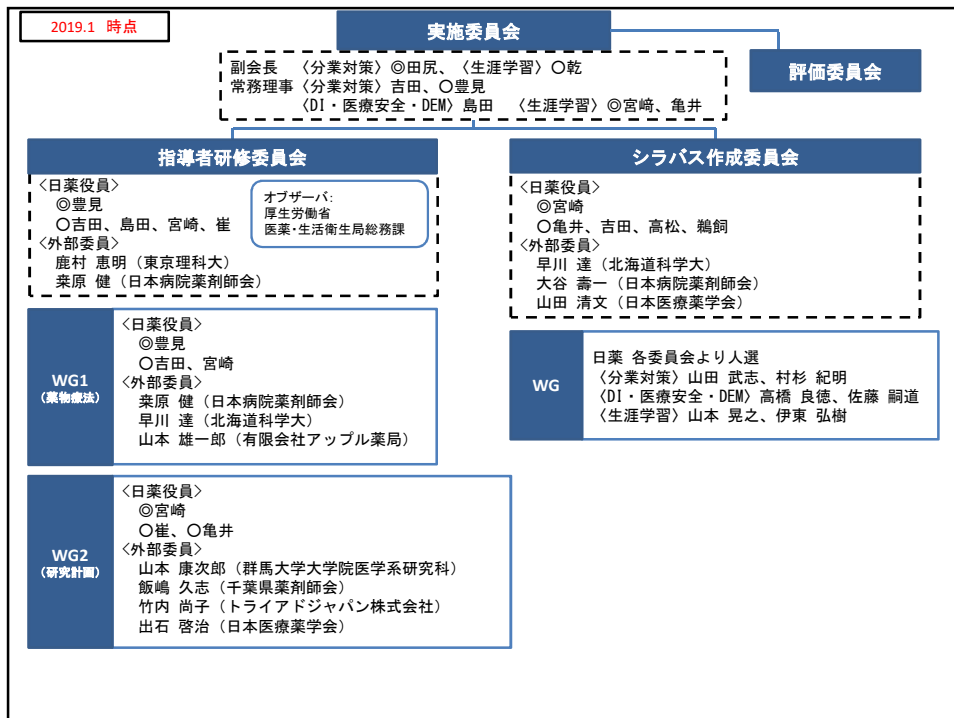 2019.1 時点
実施委員会
副会長 〈分業対策〉◎田尻、〈生涯学習〉〇乾
常務理事〈分業対策〉吉田、〇豊見
〈DI・医療安全・DEM〉島田 〈生涯学習〉◎宮﨑、亀井
評価委員会
指導者研修委員会
〈日薬役員〉
◎豊見
〇吉田、島田、宮崎、崔
〈外部委員〉
鹿村 恵明（東京理科大）
桒原 健（日本病院薬剤師会）
オブザーバ:
厚生労働省
医薬・生活衛生局総務課
シラバス作成委員会
〈日薬役員〉
◎宮崎
〇亀井、吉田、高松、鵜飼
〈外部委員〉
早川 達（北海道科学大）
大谷 壽一（日本病院薬剤師会）
山田 清文（日本医療薬学会）
WG1
（薬物療法）
〈日薬役員〉
◎豊見
〇吉田、宮崎
〈外部委員〉
桒原 健（日本病院薬剤師会）
早川 達（北海道科学大）
山本 雄一郎（有限会社アップル薬局）
WG
日薬 各委員会より人選
〈分業対策〉山田 武志、村杉 紀明
〈DI・医療安全・DEM〉高橋 良徳、佐藤 嗣道
〈生涯学習〉山本 晃之、伊東 弘樹
WG2
（研究計画）
〈日薬役員〉
◎宮崎
〇崔、〇亀井
〈外部委員〉
山本 康次郎（群馬大学大学院医学系研究科）
飯嶋 久志（千葉県薬剤師会）
竹内 尚子（トライアドジャパン株式会社）
出石 啓治（日本医療薬学会）